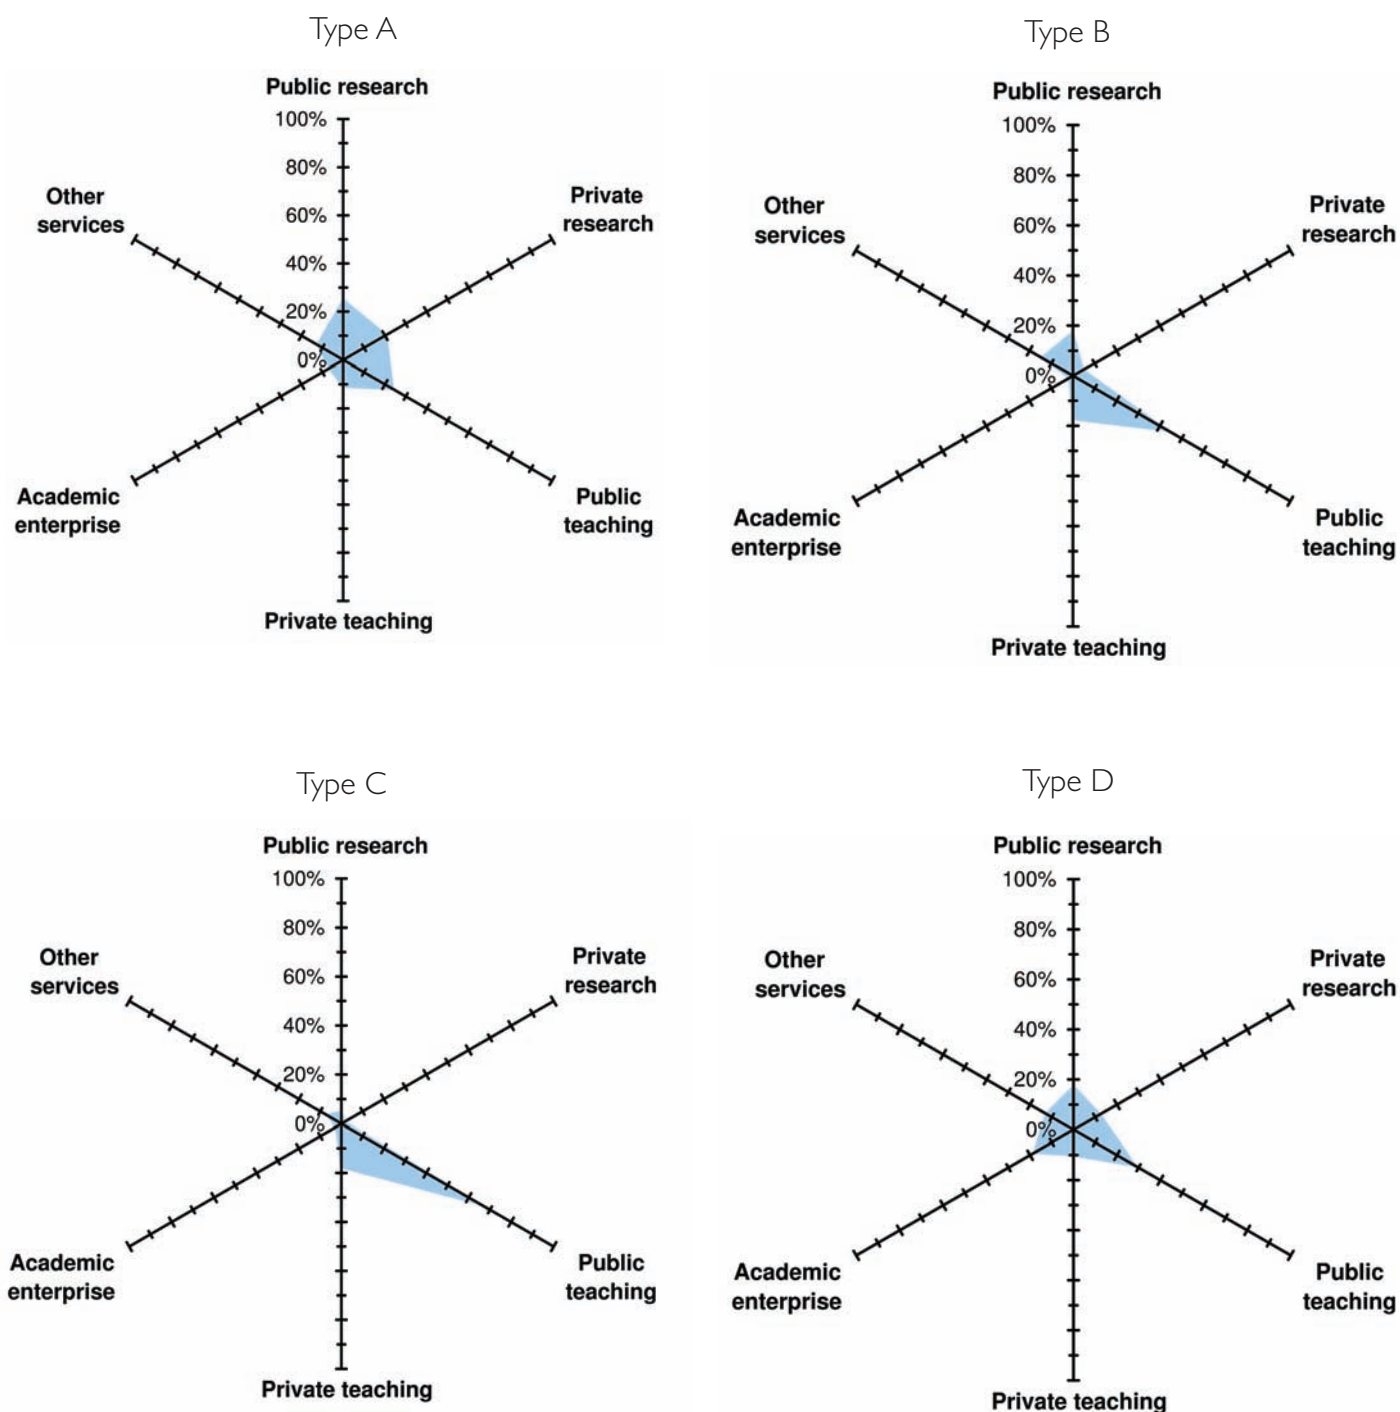 Type A
Public research
100%
80%
60%
40%
20%
0%
Other
services
Private
research
Academic
enterprise
Public
teaching
Private teaching
Type B
Public research
100%
80%
60%
40%
20%
0%
Other
services
Private
research
Academic
enterprise
Public
teaching
Private teaching
Type C
Public research
100%
80%
60%
40%
20%
0%
Other
services
Private
research
Academic
enterprise
Public
teaching
Private teaching
Type D
Public research
100%
80%
60%
40%
20%
0%
Other
services
Private
research
Academic
enterprise
Public
teaching
Private teaching